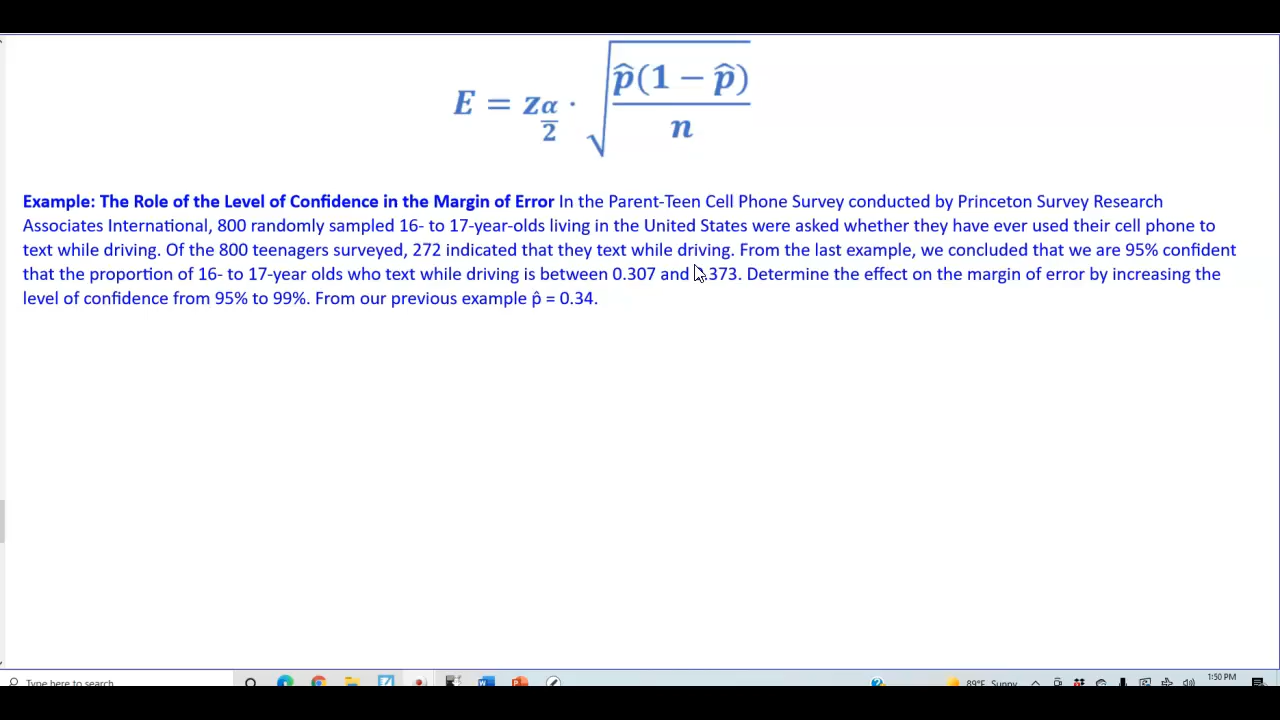 E = zα/2 · √(p̂(1 − p̂)/n)
Example: The Role of the Level of Confidence in the Margin of Error In the Parent-Teen Cell Phone Survey conducted by Princeton Survey Research
Associates International, 800 randomly sampled 16- to 17-year-olds living in the United States were asked whether they have ever used their cell phone to
text while driving. Of the 800 teenagers surveyed, 272 indicated that they text while driving. From the last example, we concluded that we are 95% confident
that the proportion of 16- to 17-year olds who text while driving is between 0.307 and 0.373. Determine the effect on the margin of error by increasing the
level of confidence from 95% to 99%. From our previous example p̂ = 0.34.
Type here to search
89°F Sunny
1:50 PM